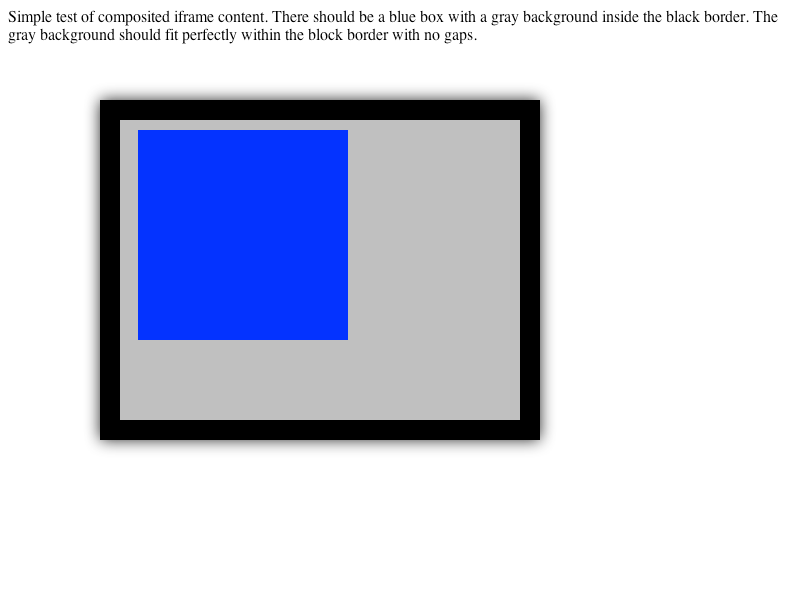 Simple test of composited iframe content. There should be a blue box with a gray background inside the black border. The
gray background should fit perfectly within the block border with no gaps.